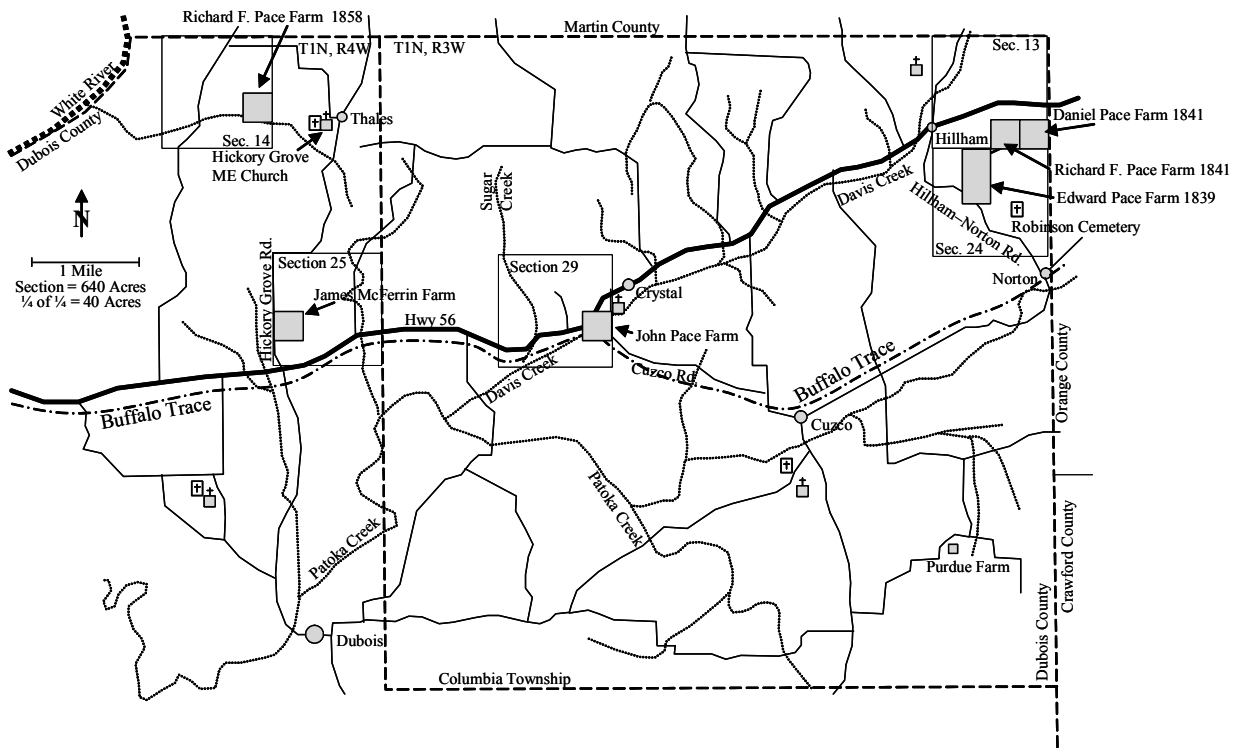 Richard F. Pace Farm 1858
Martin County
T1N, R4W
T1N, R3W
Sec. 13
White River
Dubois County
Thales
Sec. 14
Hickory Grove
ME Church
Daniel Pace Farm 1841
Hillham
Richard F. Pace Farm 1841
Edward Pace Farm 1839
Davis Creek
Sugar
Creek
Hillham–Norton Rd.
Robinson Cemetery
Sec. 24
Norton
N
1 Mile
Section = 640 Acres
¼ of ¼ = 40 Acres
Hickory Grove Rd.
Section 25
James McFerrin Farm
Section 29
Crystal
Hwy 56
John Pace Farm
Cuzco Rd.
Davis Creek
Buffalo Trace
Buffalo Trace
Cuzco
Orange County
Patoka Creek
Patoka Creek
Purdue Farm
Crawford County
Dubois County
Dubois
Columbia Township